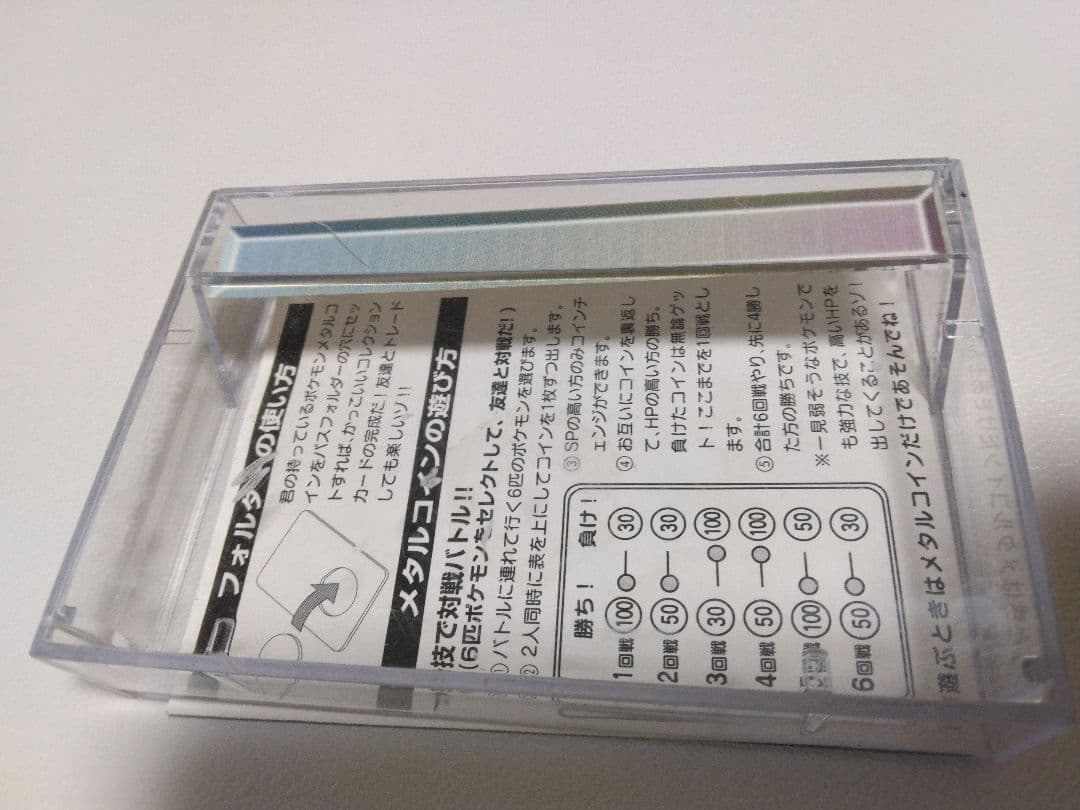 フォルダーの使い方
君の持っているポケモンメタルコ
インをパスフォルダーの穴にセッ
トすれば、かっこいいコレクション
カードの完成だ!友達とトレード
しても楽しいソ!!
メタルコインの遊び方
技で対戦バトル!!
(6匹ポケモンをセレクトして、友達と対戦だ!)
① バトルに連れて行く6匹のポケモンを選びます。
② 2人同時に表を上にしてコインを1枚ずつ出します。
③ SPの高い方のみコインチ
ェンジができます。
④ お互いにコインを裏返し
て、HPの高い方の勝ち。
負けたコインは無論ゲッ
ト!ここまでを1回戦とし
ます。
⑤ 合計6回戦やり、先に4勝し
た方の勝ちです。
※一見弱そうなポケモンで
も強力な技で、高いHPを
出してくることがあるソ!
勝ち! 負け!
1回戦 100 30
2回戦 50 30
3回戦 30 100
4回戦 50 100
回戦 100 50
6回戦 50 30
遊ぶときはメタルコインだけであそんでね!